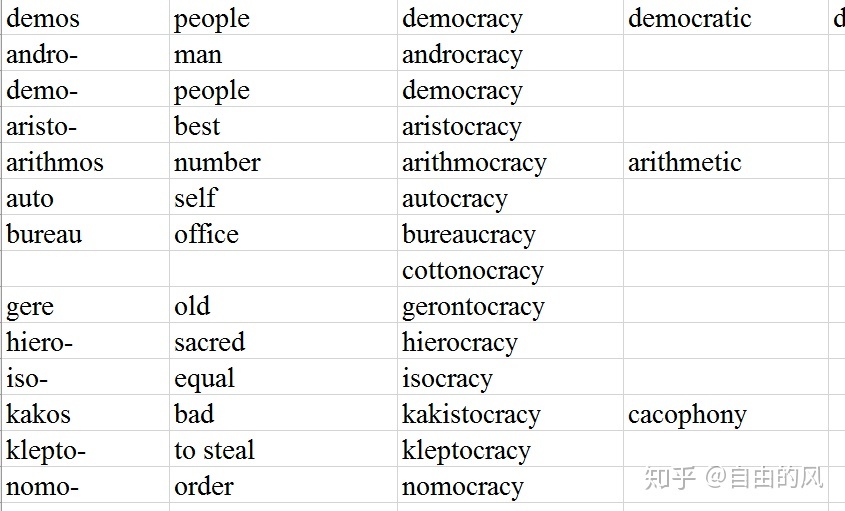 demos people democracy democratic d
andro- man androcracy
demo- people democracy
aristo- best aristocracy
arithmos number arithmocracy arithmetic
auto self autocracy
bureau office bureaucracy
cottonocracy
gere old gerontocracy
hiero- sacred hierocracy
iso- equal isocracy
kakos bad kakistocracy cacophony
klepto- to steal kleptocracy
nomo- order nomocracy
知乎 @自由的风